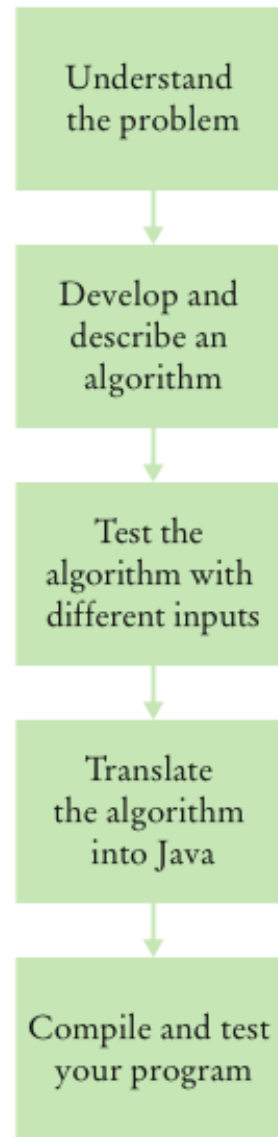 Understand
the problem
Develop and
describe an
algorithm
Test the
algorithm with
different inputs
Translate
the algorithm
into Java
Compile and test
your program